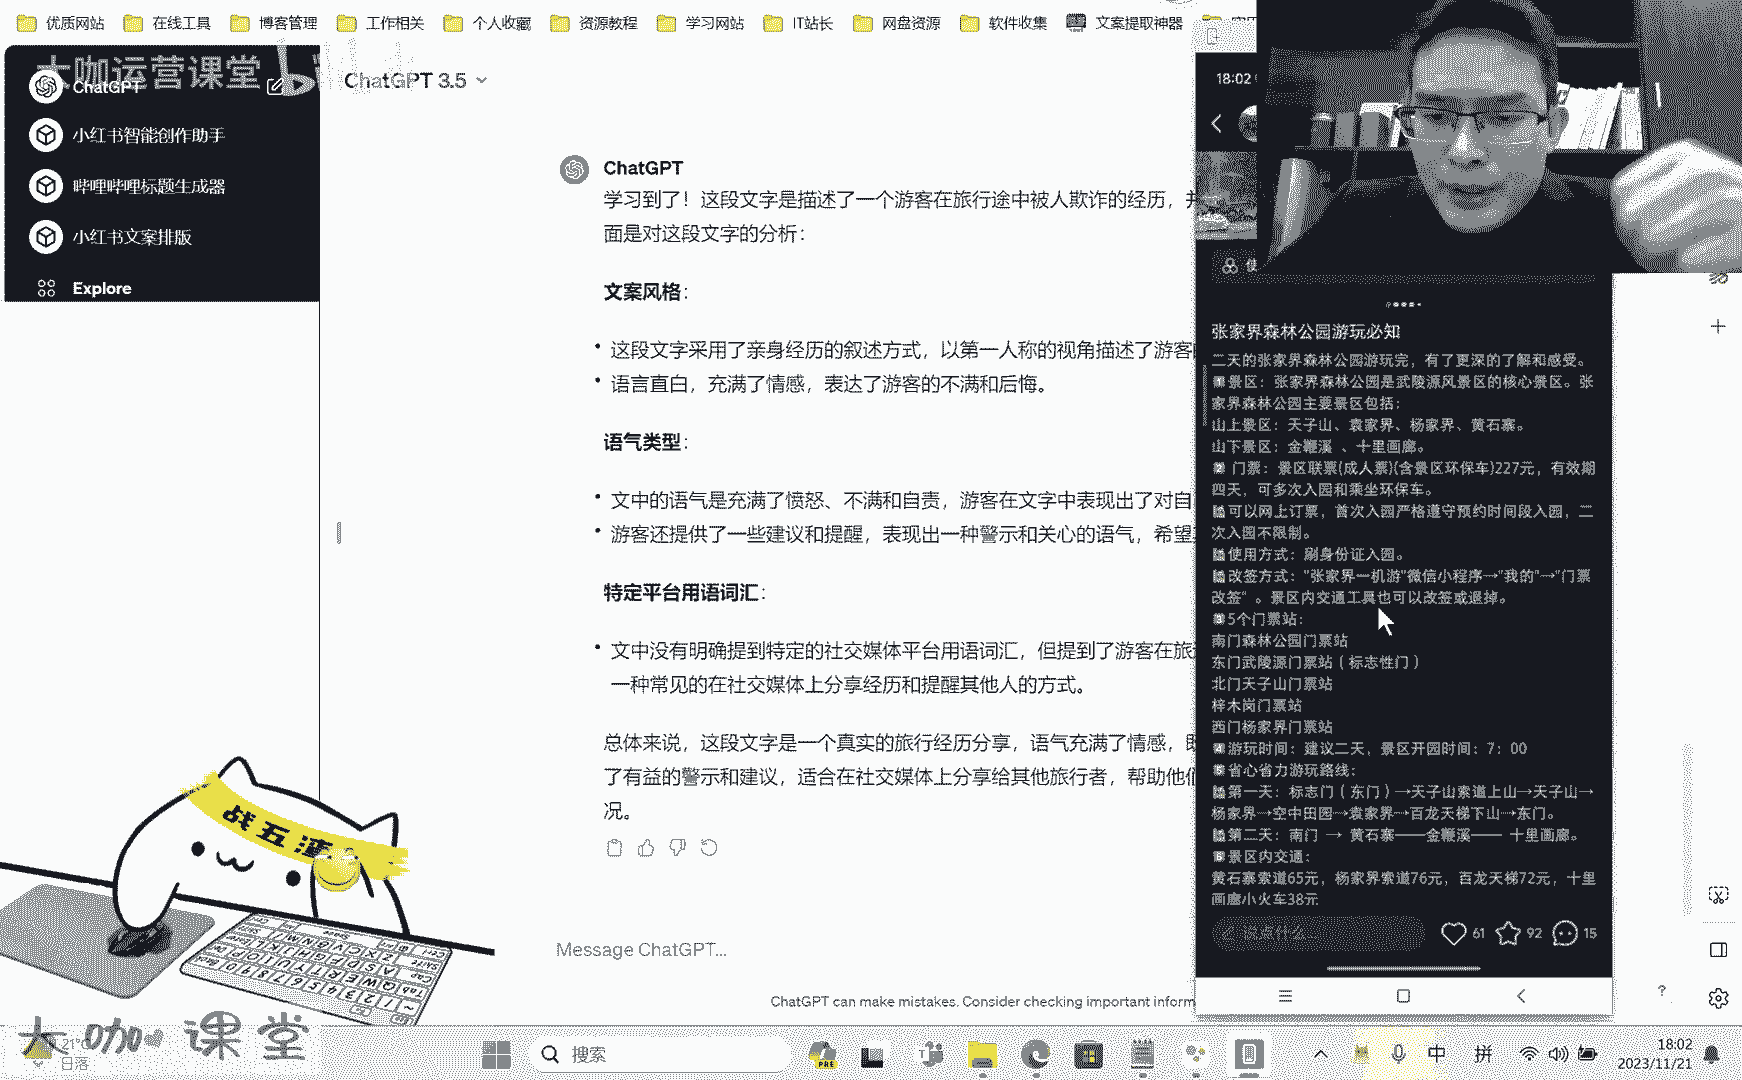 优质网站 在线工具 博客管理 工作相关 个人收藏 资源教程 学习网站 IT站长 网盘资源 软件收集 文案提取神器
大咖运营课堂
ChatGPT
小红书智能创作助手
哔哩哔哩标题生成器
小红书文案排版
Explore
ChatGPT 3.5
ChatGPT
学习到了！这段文字是描述了一个游客在旅行途中被人欺诈的经历，
面是对这段文字的分析：
文案风格：
• 这段文字采用了亲身经历的叙述方式，以第一人称的视角描述了游客
• 语言直白，充满了情感，表达了游客的不满和后悔。
语气类型：
• 文中的语气是充满了愤怒、不满和自责，游客在文字中表现出了对自
• 游客还提供了一些建议和提醒，表现出一种警示和关心的语气，希望
特定平台用语词汇：
• 文中没有明确提到特定的社交媒体平台用语词汇，但提到了游客在旅
一种常见的在社交媒体上分享经历和提醒其他人的方式。
总体来说，这段文字是一个真实的旅行经历分享，语气充满了情感，
了有益的警示和建议，适合在社交媒体上分享给其他旅行者，帮助他
况。
Message ChatGPT...
ChatGPT can make mistakes. Consider checking important inform
18:02
使
张家界森林公园游玩必知
二天的张家界森林公园游玩完，有了更深的了解和感受。
1景区：张家界森林公园是武陵源风景区的核心景区。张
家界森林公园主要景区包括：
山上景区：天子山、袁家界、杨家界、黄石寨。
山下景区：金鞭溪 、十里画廊。
2 门票：景区联票(成人票)(含景区环保车)227元，有效期
四天，可多次入园和乘坐环保车。
可以网上订票，首次入园严格遵守预约时间段入园，二
次入园不限制。
使用方式：刷身份证入园。
改签方式："张家界一机游"微信小程序→"我的"→"门票
改签" 。景区内交通工具也可以改签或退掉。
3 5个门票站：
南门森林公园门票站
东门武陵源门票站（标志性门）
北门天子山门票站
梓木岗门票站
西门杨家界门票站
4游玩时间：建议二天，景区开园时间：7：00
5省心省力游玩路线：
第一天：标志门（东门）→天子山索道上山→天子山→
杨家界→空中田园→袁家界→百龙天梯下山→东门。
第二天：南门 → 黄石寨——金鞭溪—— 十里画廊。
6景区内交通：
黄石寨索道65元，杨家界索道76元，百龙天梯72元，十里
画廊小火车38元
说点什么... 61 92 15
战五渣
大咖课堂
21°C
日落
搜索
PRE
中 拼
18:02
2023/11/21